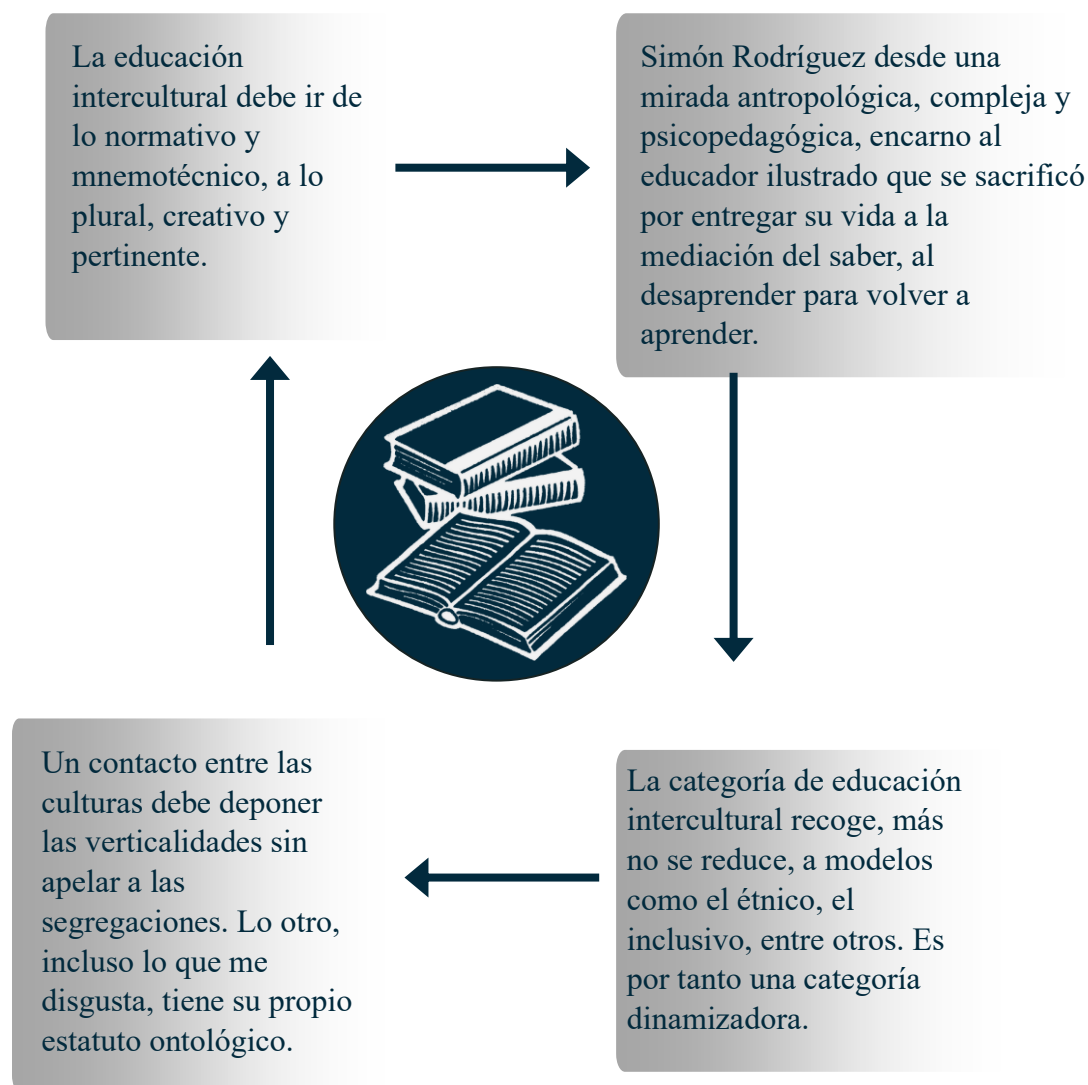 La educación
intercultural debe ir de
lo normativo y
mnemotécnico, a lo
plural, creativo y
pertinente.
Simón Rodríguez desde una
mirada antropológica, compleja y
psicopedagógica, encarno al
educador ilustrado que se sacrificó
por entregar su vida a la
mediación del saber, al
desaprender para volver a
aprender.
La categoría de educación
intercultural recoge, más
no se reduce, a modelos
como el étnico, el
inclusivo, entre otros. Es
por tanto una categoría
dinamizadora.
Un contacto entre las
culturas debe deponer
las verticalidades sin
apelar a las
segregaciones. Lo otro,
incluso lo que me
disgusta, tiene su propio
estatuto ontológico.